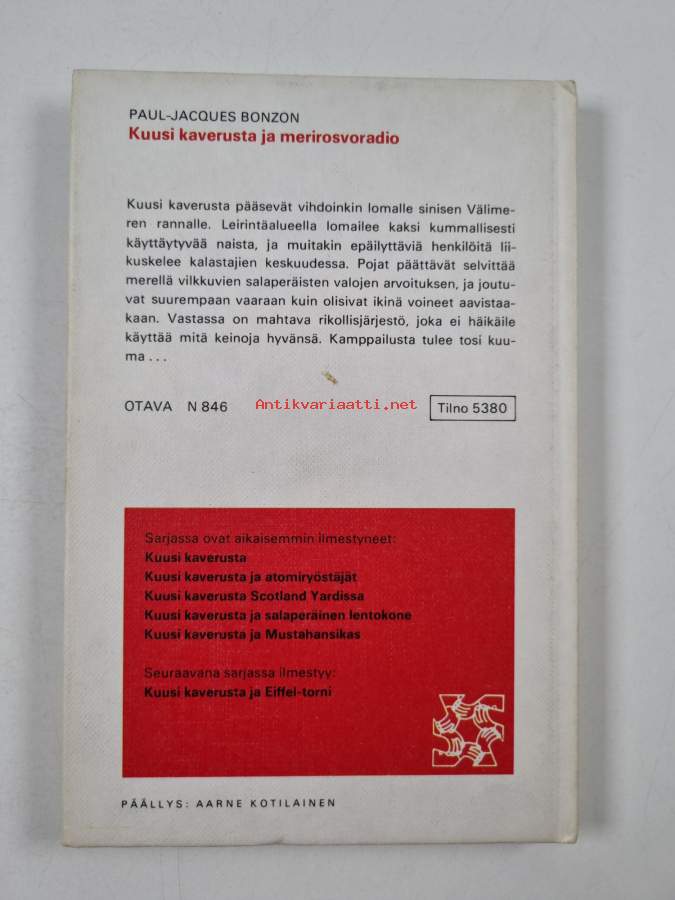 PAUL-JACQUES BONZON
Kuusi kaverusta ja merirosvoradio
Kuusi kaverusta pääsevät vihdoinkin lomalle sinisen Välime-
ren rannalle. Leirintäalueella lomailee kaksi kummallisesti
käyttäytyvää naista, ja muitakin epäilyttäviä henkilöitä lii-
kuskelee kalastajien keskuudessa. Pojat päättävät selvittää
merellä vilkkuvien salaperäisten valojen arvoituksen, ja joutu-
vat suurempaan vaaraan kuin olisivat ikinä voineet aavistaa-
kaan. Vastassa on mahtava rikollisjärjestö, joka ei häikäile
käyttää mitä keinoja hyvänsä. Kamppailusta tulee tosi kuu-
ma ...
OTAVA N 846 Antikvariaatti.net Tilno 5380
Sarjassa ovat aikaisemmin ilmestyneet:
Kuusi kaverusta
Kuusi kaverusta ja atomiryöstäjät
Kuusi kaverusta Scotland Yardissa
Kuusi kaverusta ja salaperäinen lentokone
Kuusi kaverusta ja Mustahansikas
Seuraavana sarjassa ilmestyy:
Kuusi kaverusta ja Eiffel-torni
PÄÄLLYS: AARNE KOTILAINEN